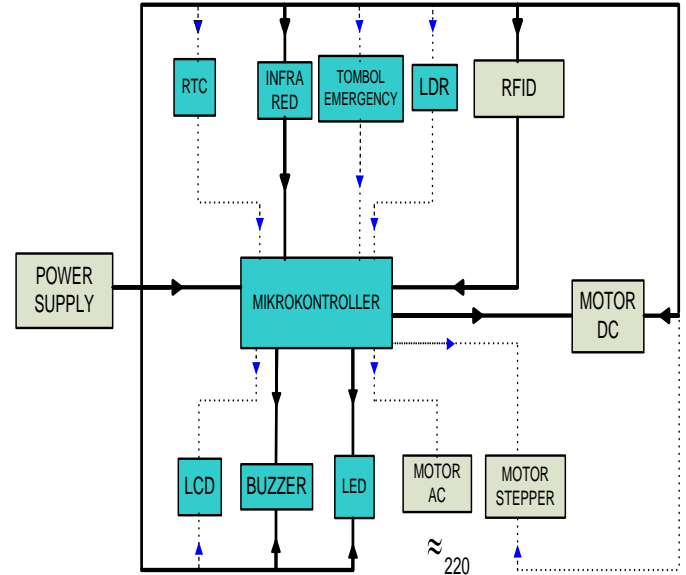 RTC
INFRA
RED
TOMBOL
EMERGENCY
LDR
RFID
POWER
SUPPLY
MIKROKONTROLLER
MOTOR
DC
LCD
BUZZER
LED
MOTOR
AC
MOTOR
STEPPER
≈
220